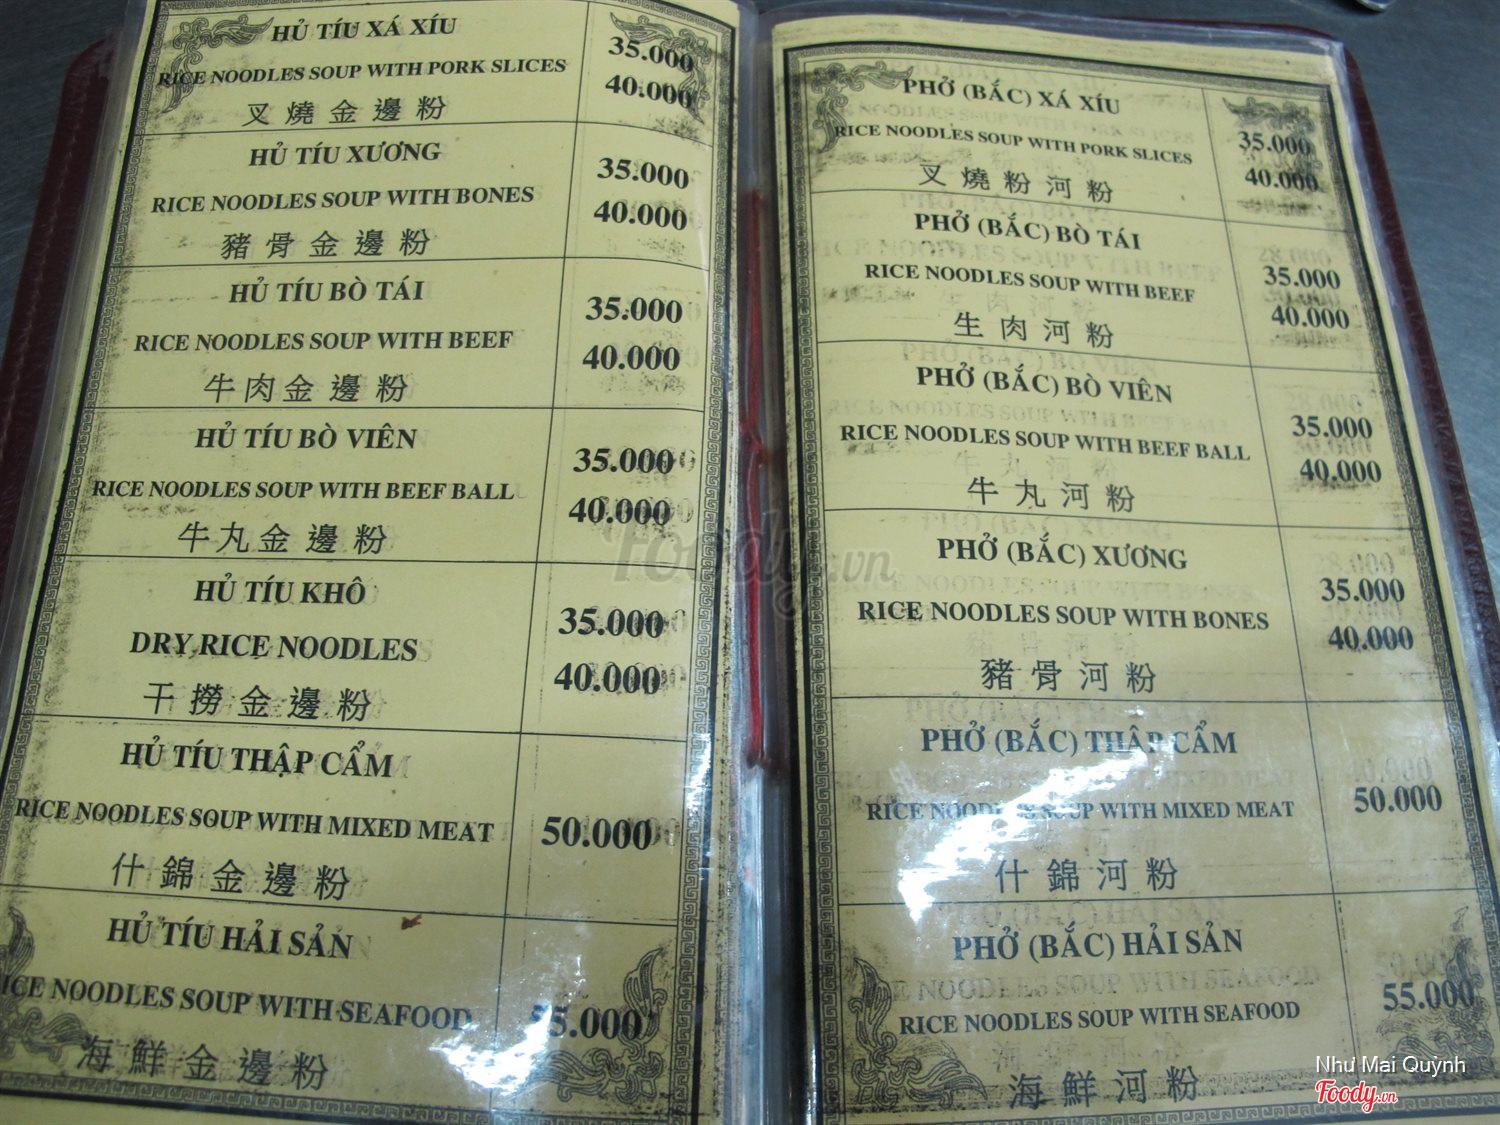 HỦ TÍU XÁ XÍU
35.000
RICE NOODLES SOUP WITH PORK SLICES
40.000
叉燒金邊粉
HỦ TÍU XƯƠNG
35.000
RICE NOODLES SOUP WITH BONES
40.000
豬骨金邊粉
HỦ TÍU BÒ TÁI
35.000
RICE NOODLES SOUP WITH BEEF
40.000
牛肉金邊粉
HỦ TÍU BÒ VIÊN
35.000
RICE NOODLES SOUP WITH BEEF BALL
40.000
牛丸金邊粉
HỦ TÍU KHÔ
35.000
DRY RICE NOODLES
40.000
干撈金邊粉
HỦ TÍU THẬP CẨM
RICE NOODLES SOUP WITH MIXED MEAT
50.000
什錦金邊粉
HỦ TÍU HẢI SẢN
RICE NOODLES SOUP WITH SEAFOOD
55.000
海鮮金邊粉
PHỞ (BẮC) XÁ XÍU
35.000
RICE NOODLES SOUP WITH PORK SLICES
40.000
叉燒粉河粉
PHỞ (BẮC) BÒ TÁI
35.000
RICE NOODLES SOUP WITH BEEF
40.000
生肉河粉
PHỞ (BẮC) BÒ VIÊN
35.000
RICE NOODLES SOUP WITH BEEF BALL
40.000
牛丸河粉
PHỞ (BẮC) XƯƠNG
35.000
RICE NOODLES SOUP WITH BONES
40.000
豬骨河粉
PHỞ (BẮC) THẬP CẨM
50.000
RICE NOODLES SOUP WITH MIXED MEAT
什錦河粉
PHỞ (BẮC) HẢI SẢN
55.000
RICE NOODLES SOUP WITH SEAFOOD
海鮮河粉
Foody.vn
Như Mai Quỳnh
Foody.vn